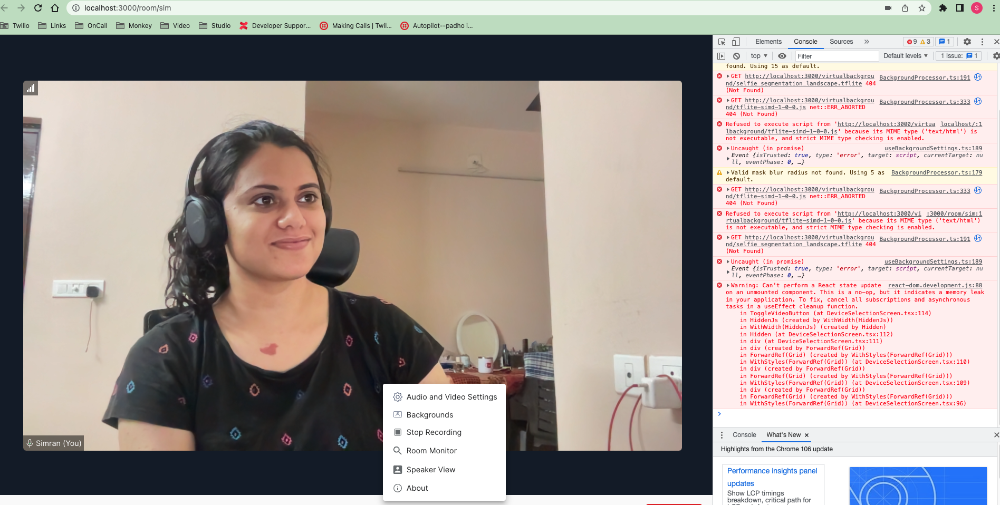 localhost:3000/room/sim
S
Twilio Links OnCall Monkey Video Studio Developer Suppor... Making Calls | Twil... Autopilot--padho i...
Simran (You)
Audio and Video Settings
Backgrounds
Stop Recording
Room Monitor
Speaker View
About
Elements Console Sources » 9 3 1
top ▼ Filter Default levels ▼ 1 Issue: 1
found. Using 15 as default.
GET http://localhost:3000/virtualbackgrou BackgroundProcessor.ts:191
nd/selfie_segmentation_landscape.tflite 404
(Not Found)
GET http://localhost:3000/virtualbackgrou BackgroundProcessor.ts:333
nd/tflite-simd-1-0-0.js net::ERR_ABORTED
404 (Not Found)
Refused to execute script from 'http://localhost:3000/virtua localhost/:1
lbackground/tflite-simd-1-0-0.js' because its MIME type ('text/html') is
not executable, and strict MIME type checking is enabled.
Uncaught (in promise) useBackgroundSettings.ts:189
Event {isTrusted: true, type: 'error', target: script, currentTarget: nu
ll, eventPhase: 0, …}
Valid mask blur radius not found. Using 5 as BackgroundProcessor.ts:179
default.
GET http://localhost:3000/virtualbackgrou BackgroundProcessor.ts:333
nd/tflite-simd-1-0-0.js net::ERR_ABORTED
404 (Not Found)
Refused to execute script from 'http://localhost:3000/vi :3000/room/sim:1
rtualbackground/tflite-simd-1-0-0.js' because its MIME type ('text/html')
is not executable, and strict MIME type checking is enabled.
GET http://localhost:3000/virtualbackgrou BackgroundProcessor.ts:191
nd/selfie_segmentation_landscape.tflite 404
(Not Found)
Uncaught (in promise) useBackgroundSettings.ts:189
Event {isTrusted: true, type: 'error', target: script, currentTarget: nu
ll, eventPhase: 0, …}
Warning: Can't perform a React state update react-dom.development.js:88
on an unmounted component. This is a no-op, but it indicates a memory leak
in your application. To fix, cancel all subscriptions and asynchronous
tasks in a useEffect cleanup function.
in ToggleVideoButton (at DeviceSelectionScreen.tsx:114)
in HiddenJs (created by WithWidth(HiddenJs))
in WithWidth(HiddenJs) (created by Hidden)
in Hidden (at DeviceSelectionScreen.tsx:112)
in div (at DeviceSelectionScreen.tsx:111)
in div (created by ForwardRef(Grid))
in ForwardRef(Grid) (created by WithStyles(ForwardRef(Grid)))
in WithStyles(ForwardRef(Grid)) (at DeviceSelectionScreen.tsx:110)
in div (created by ForwardRef(Grid))
in ForwardRef(Grid) (created by WithStyles(ForwardRef(Grid)))
in WithStyles(ForwardRef(Grid)) (at DeviceSelectionScreen.tsx:109)
in div (created by ForwardRef(Grid))
in ForwardRef(Grid) (created by WithStyles(ForwardRef(Grid)))
in WithStyles(ForwardRef(Grid)) (at DeviceSelectionScreen.tsx:96)
Console What's New
Highlights from the Chrome 106 update
Performance insights panel
updates
Show LCP timings
breakdown, critical path for